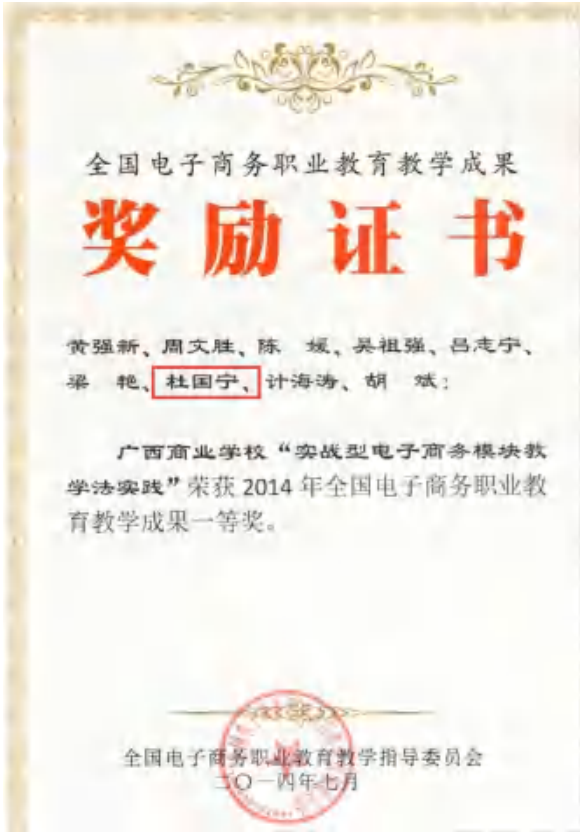 全国电子商务职业教育教学成果
奖励证书
黄强新、周文胜、陈 媛、吴祖强、吕志宁、
梁 艳、杜国宁、计海涛、胡 斌：
广西商业学校“实战型电子商务模块教
学法实践”荣获 2014 年全国电子商务职业教
育教学成果一等奖。
全国电子商务职业教育教学指导委员会
二〇一四年七月